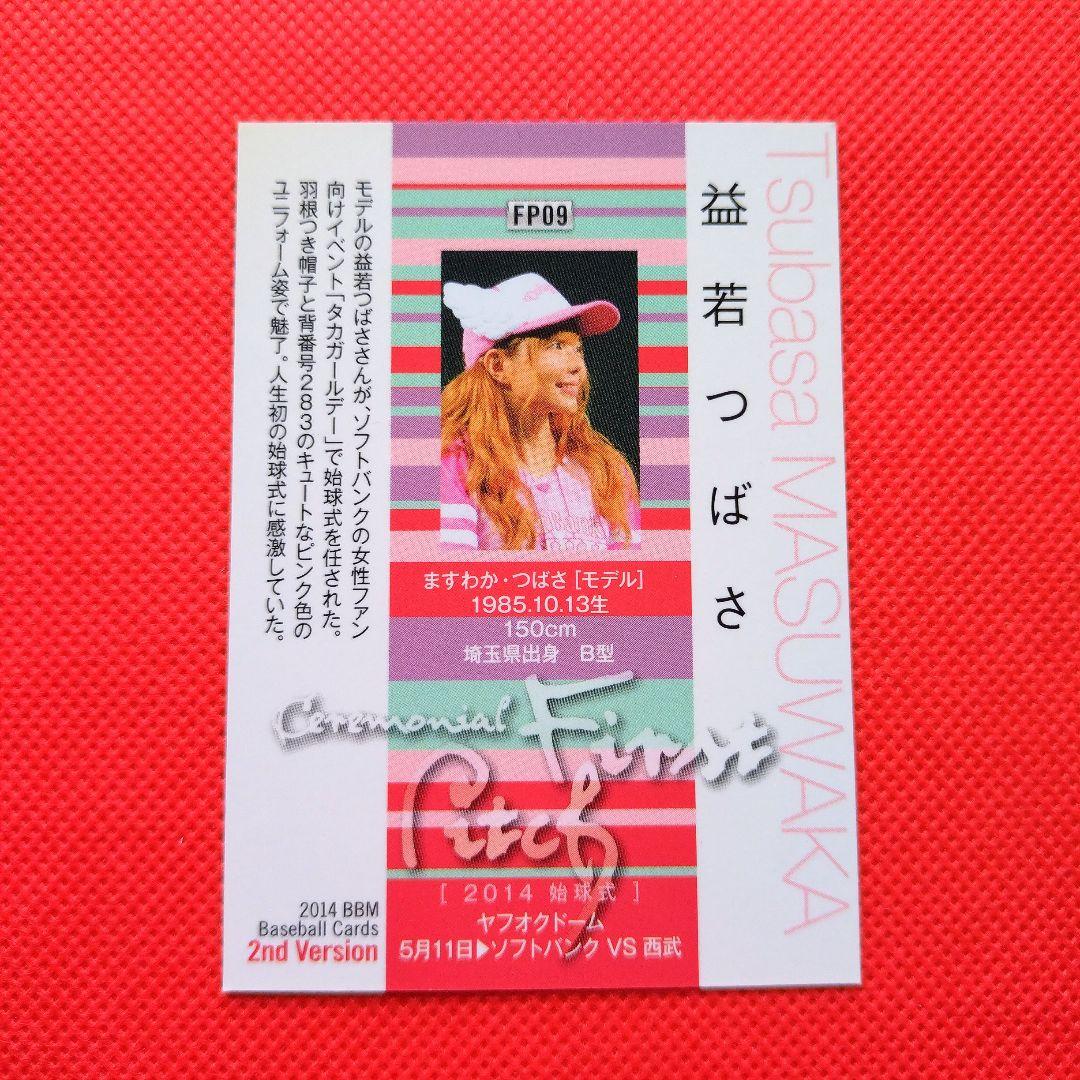 Tsubasa MASUWAKA
益若つばさ
FP09
モデルの益若つばささんが、ソフトバンクの女性ファン
向けイベント「タカガールデー」で始球式を任された。
羽根つき帽子と背番号283のキュートなピンク色の
ユニフォーム姿で魅了。人生初の始球式に感激していた。
ますわか・つばさ[モデル]
1985.10.13生
150cm
埼玉県出身 B型
Ceremonial First
Pitch
[ 2014 始球式 ]
ヤフオクドーム
5月11日▶ソフトバンク VS 西武
2014 BBM
Baseball Cards
2nd Version